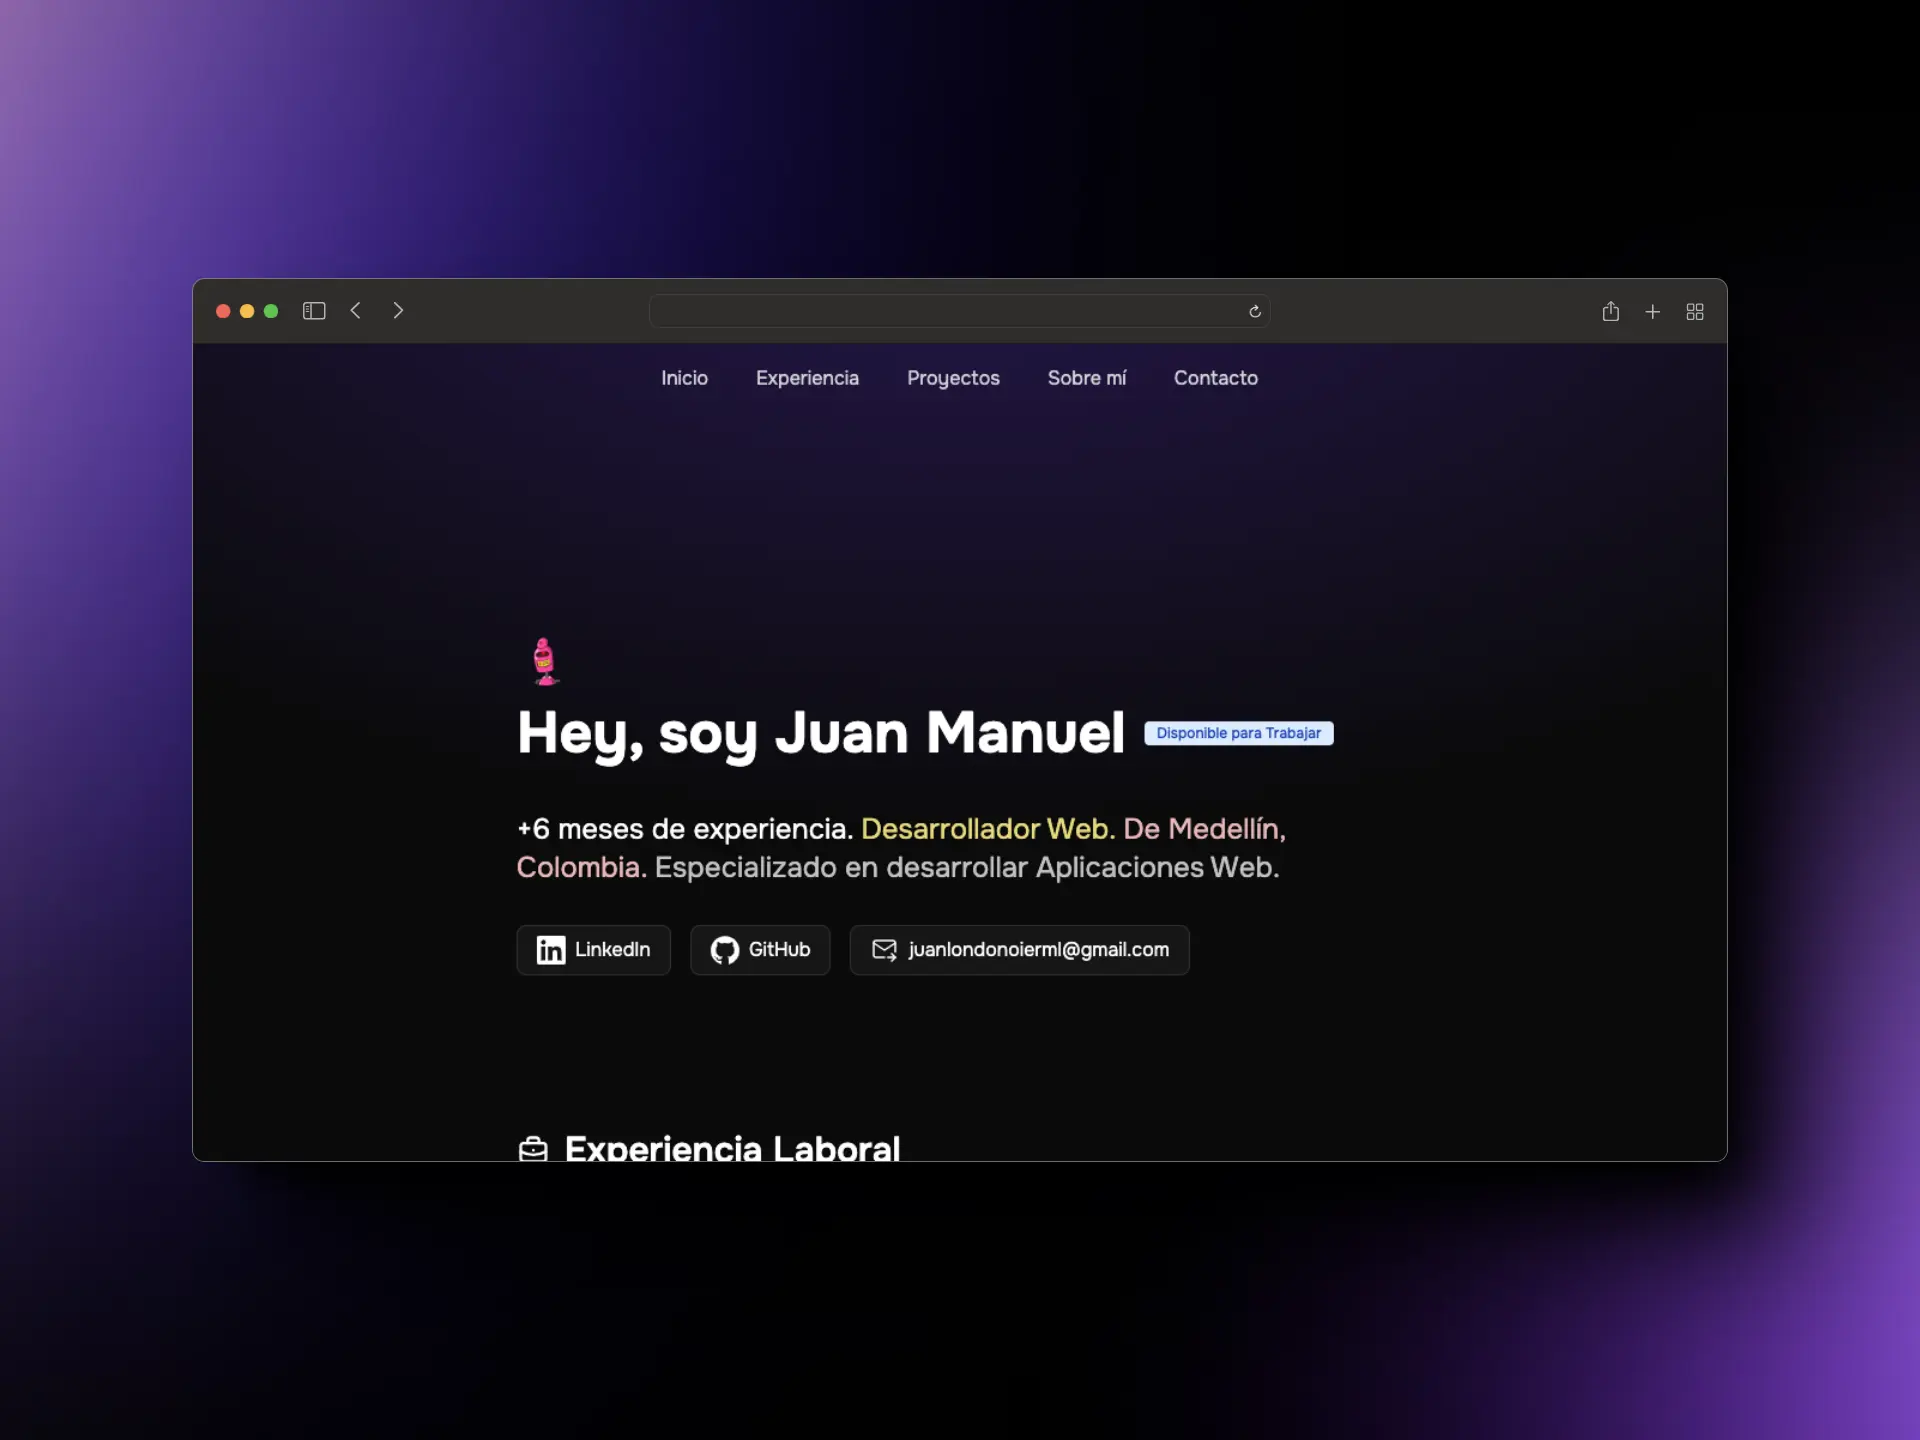 Inicio Experiencia Proyectos Sobre mí Contacto
Hey, soy Juan Manuel Disponible para Trabajar
+6 meses de experiencia. Desarrollador Web. De Medellín,
Colombia. Especializado en desarrollar Aplicaciones Web.
in LinkedIn GitHub juanlondonoierml@gmail.com
Experiencia Laboral